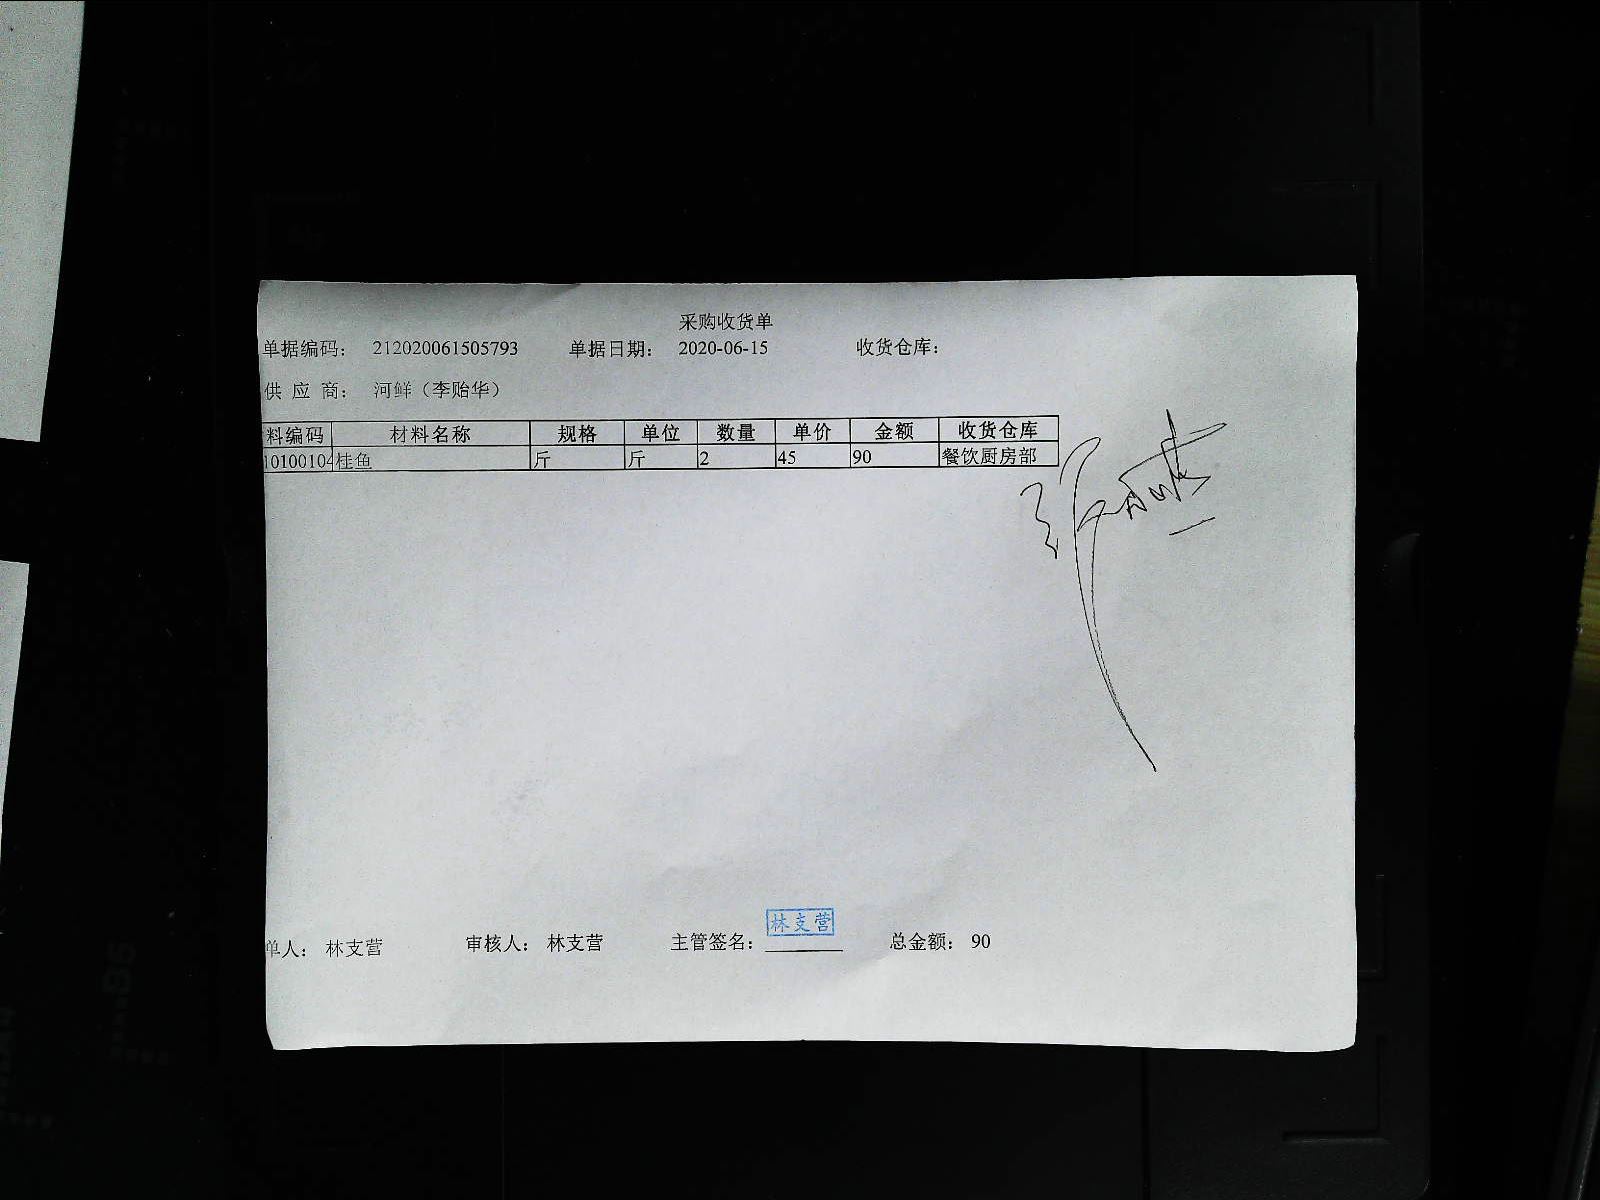 采购收货单
单据编码： 212020061505793 单据日期： 2020-06-15 收货仓库：
供 应 商： 河鲜（李贻华）
料编码 材料名称 规格 单位 数量 单价 金额 收货仓库
10100104 桂鱼 斤 斤 2 45 90 餐饮厨房部
林支营
单人： 林支营 审核人： 林支营 主管签名： 总金额： 90